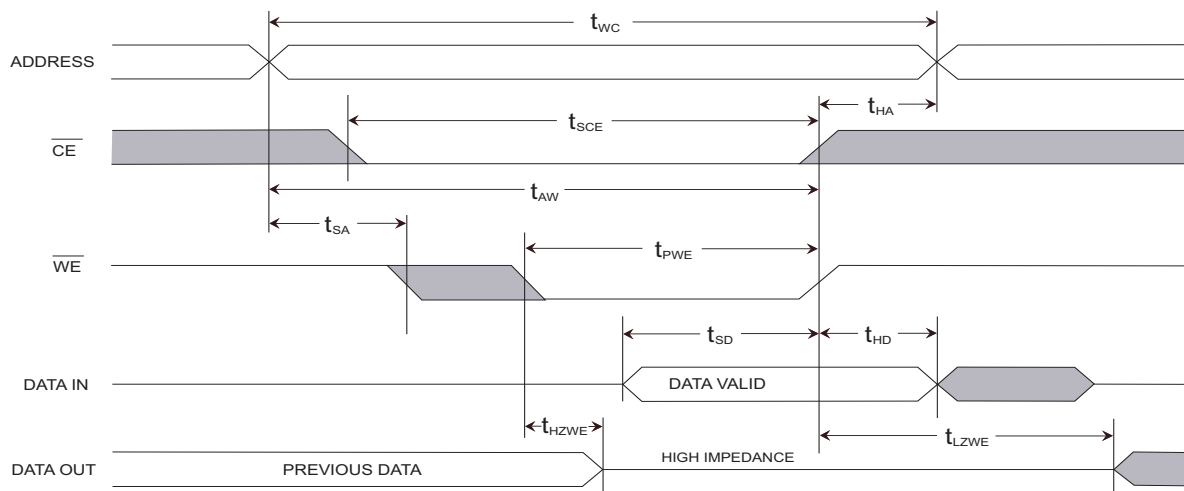 tWC
ADDRESS
tHA
tSCE
CE
tAW
tSA
tPWE
WE
tSD
tHD
DATA IN
DATA VALID
tHZWE
tLZWE
HIGH IMPEDANCE
DATA OUT
PREVIOUS DATA